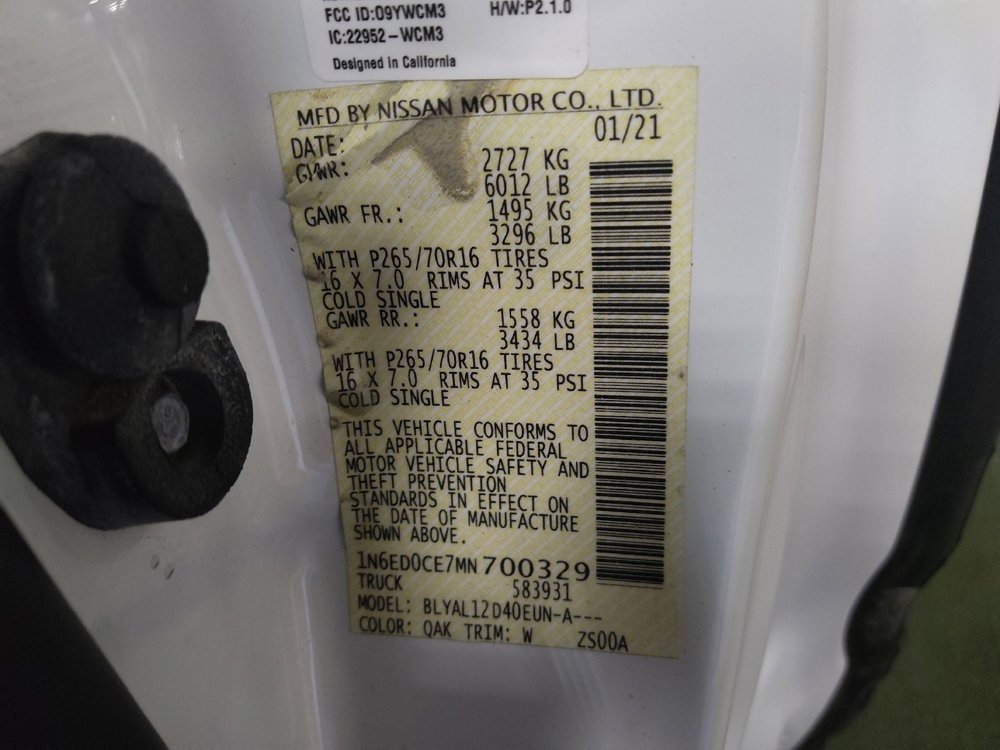 FCC ID:O9YWCM3 H/W:P2.1.0
IC:22952-WCM3
Designed in California
MFD BY NISSAN MOTOR CO., LTD.
DATE: 01/21
GVWR: 2727 KG
6012 LB
GAWR FR.: 1495 KG
3296 LB
WITH P265/70R16 TIRES
16 X 7.0 RIMS AT 35 PSI
COLD SINGLE
GAWR RR.: 1558 KG
3434 LB
WITH P265/70R16 TIRES
16 X 7.0 RIMS AT 35 PSI
COLD SINGLE
THIS VEHICLE CONFORMS TO
ALL APPLICABLE FEDERAL
MOTOR VEHICLE SAFETY AND
THEFT PREVENTION
STANDARDS IN EFFECT ON
THE DATE OF MANUFACTURE
SHOWN ABOVE.
1N6ED0CE7MN700329
TRUCK 583931
MODEL: BLYAL12D40EUN-A---
COLOR: QAK TRIM: W ZS00A